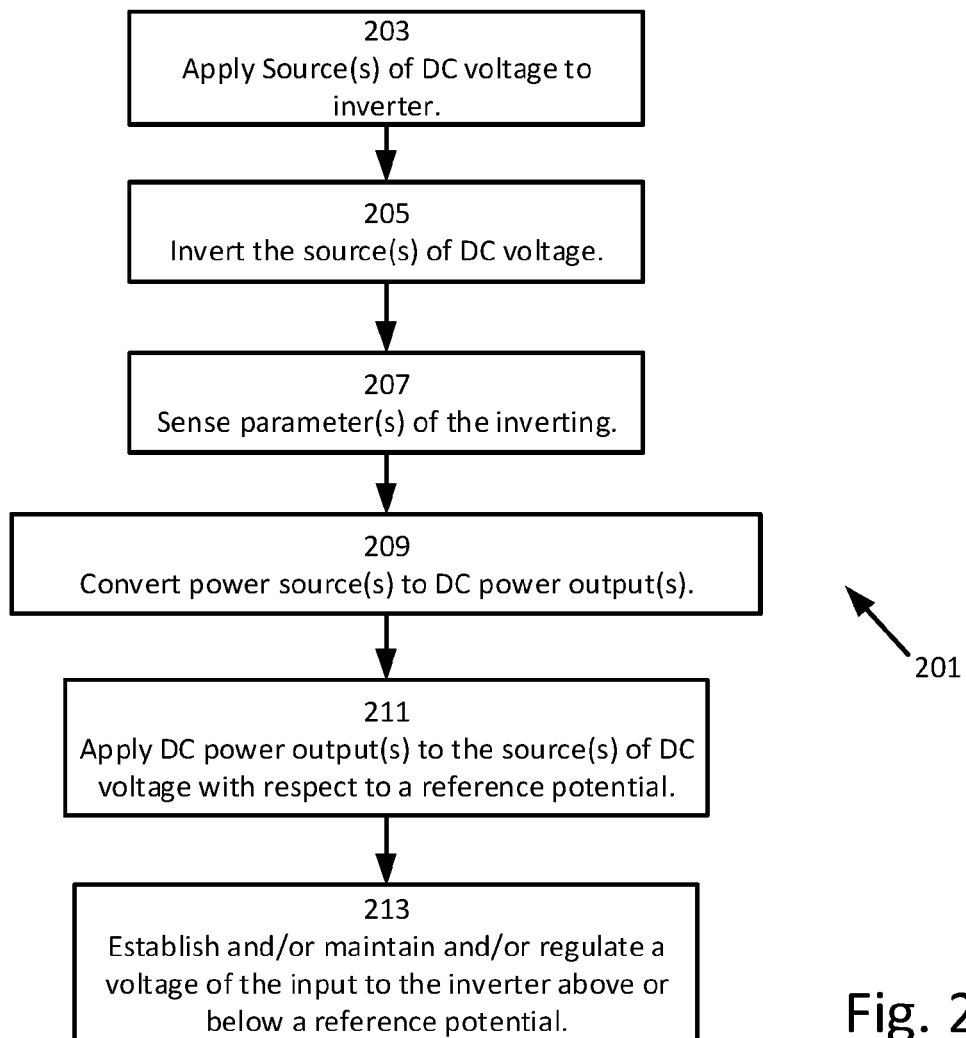 203
Apply Source(s) of DC voltage to
inverter.
205
Invert the source(s) of DC voltage.
207
Sense parameter(s) of the inverting.
209
Convert power source(s) to DC power output(s).
201
211
Apply DC power output(s) to the source(s) of DC
voltage with respect to a reference potential.
213
Establish and/or maintain and/or regulate a
voltage of the input to the inverter above or
below a reference potential.
Fig. 2